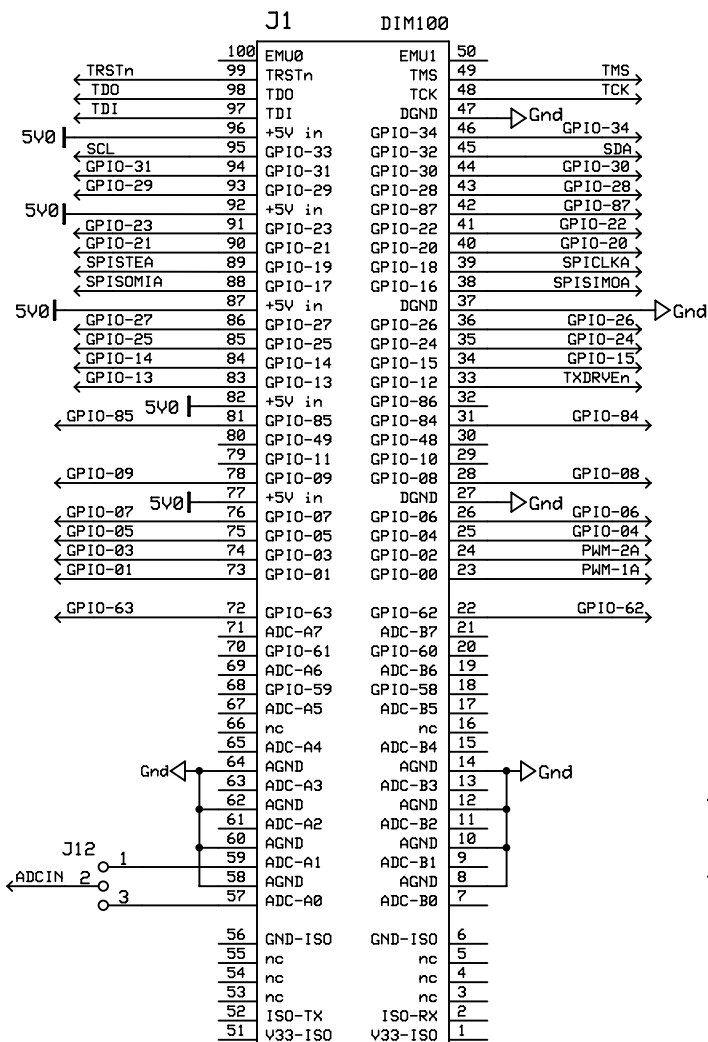 J1 DIM100
100 EMU0 EMU1 50
TRSTn 99 TRSTn TMS 49 TMS
TDO 98 TDO TCK 48 TCK
TDI 97 TDI DGND 47 Gnd
5V0 96 +5V in GPIO-34 46 GPIO-34
SCL 95 GPIO-33 GPIO-32 45 SDA
GPIO-31 94 GPIO-31 GPIO-30 44 GPIO-30
GPIO-29 93 GPIO-29 GPIO-28 43 GPIO-28
5V0 92 +5V in GPIO-87 42 GPIO-87
GPIO-23 91 GPIO-23 GPIO-22 41 GPIO-22
GPIO-21 90 GPIO-21 GPIO-20 40 GPIO-20
SPISTEA 89 GPIO-19 GPIO-18 39 SPICLKA
SPISOMIA 88 GPIO-17 GPIO-16 38 SPISIMOA
5V0 87 +5V in DGND 37 Gnd
GPIO-27 86 GPIO-27 GPIO-26 36 GPIO-26
GPIO-25 85 GPIO-25 GPIO-24 35 GPIO-24
GPIO-14 84 GPIO-14 GPIO-15 34 GPIO-15
GPIO-13 83 GPIO-13 GPIO-12 33 TXDRVEn
5V0 82 +5V in GPIO-86 32
GPIO-85 81 GPIO-85 GPIO-84 31 GPIO-84
80 GPIO-49 GPIO-48 30
79 GPIO-11 GPIO-10 29
GPIO-09 78 GPIO-09 GPIO-08 28 GPIO-08
5V0 77 +5V in DGND 27 Gnd
GPIO-07 76 GPIO-07 GPIO-06 26 GPIO-06
GPIO-05 75 GPIO-05 GPIO-04 25 GPIO-04
GPIO-03 74 GPIO-03 GPIO-02 24 PWM-2A
GPIO-01 73 GPIO-01 GPIO-00 23 PWM-1A
GPIO-63 72 GPIO-63 GPIO-62 22 GPIO-62
71 ADC-A7 ADC-B7 21
70 GPIO-61 GPIO-60 20
69 ADC-A6 ADC-B6 19
68 GPIO-59 GPIO-58 18
67 ADC-A5 ADC-B5 17
66 nc nc 16
65 ADC-A4 ADC-B4 15
Gnd 64 AGND AGND 14 Gnd
63 ADC-A3 ADC-B3 13
62 AGND AGND 12
61 ADC-A2 ADC-B2 11
60 AGND AGND 10
J12 1 59 ADC-A1 ADC-B1 9
ADCIN 2 58 AGND AGND 8
3 57 ADC-A0 ADC-B0 7
56 GND-ISO GND-ISO 6
55 nc nc 5
54 nc nc 4
53 nc nc 3
52 ISO-TX ISO-RX 2
51 V33-ISO V33-ISO 1